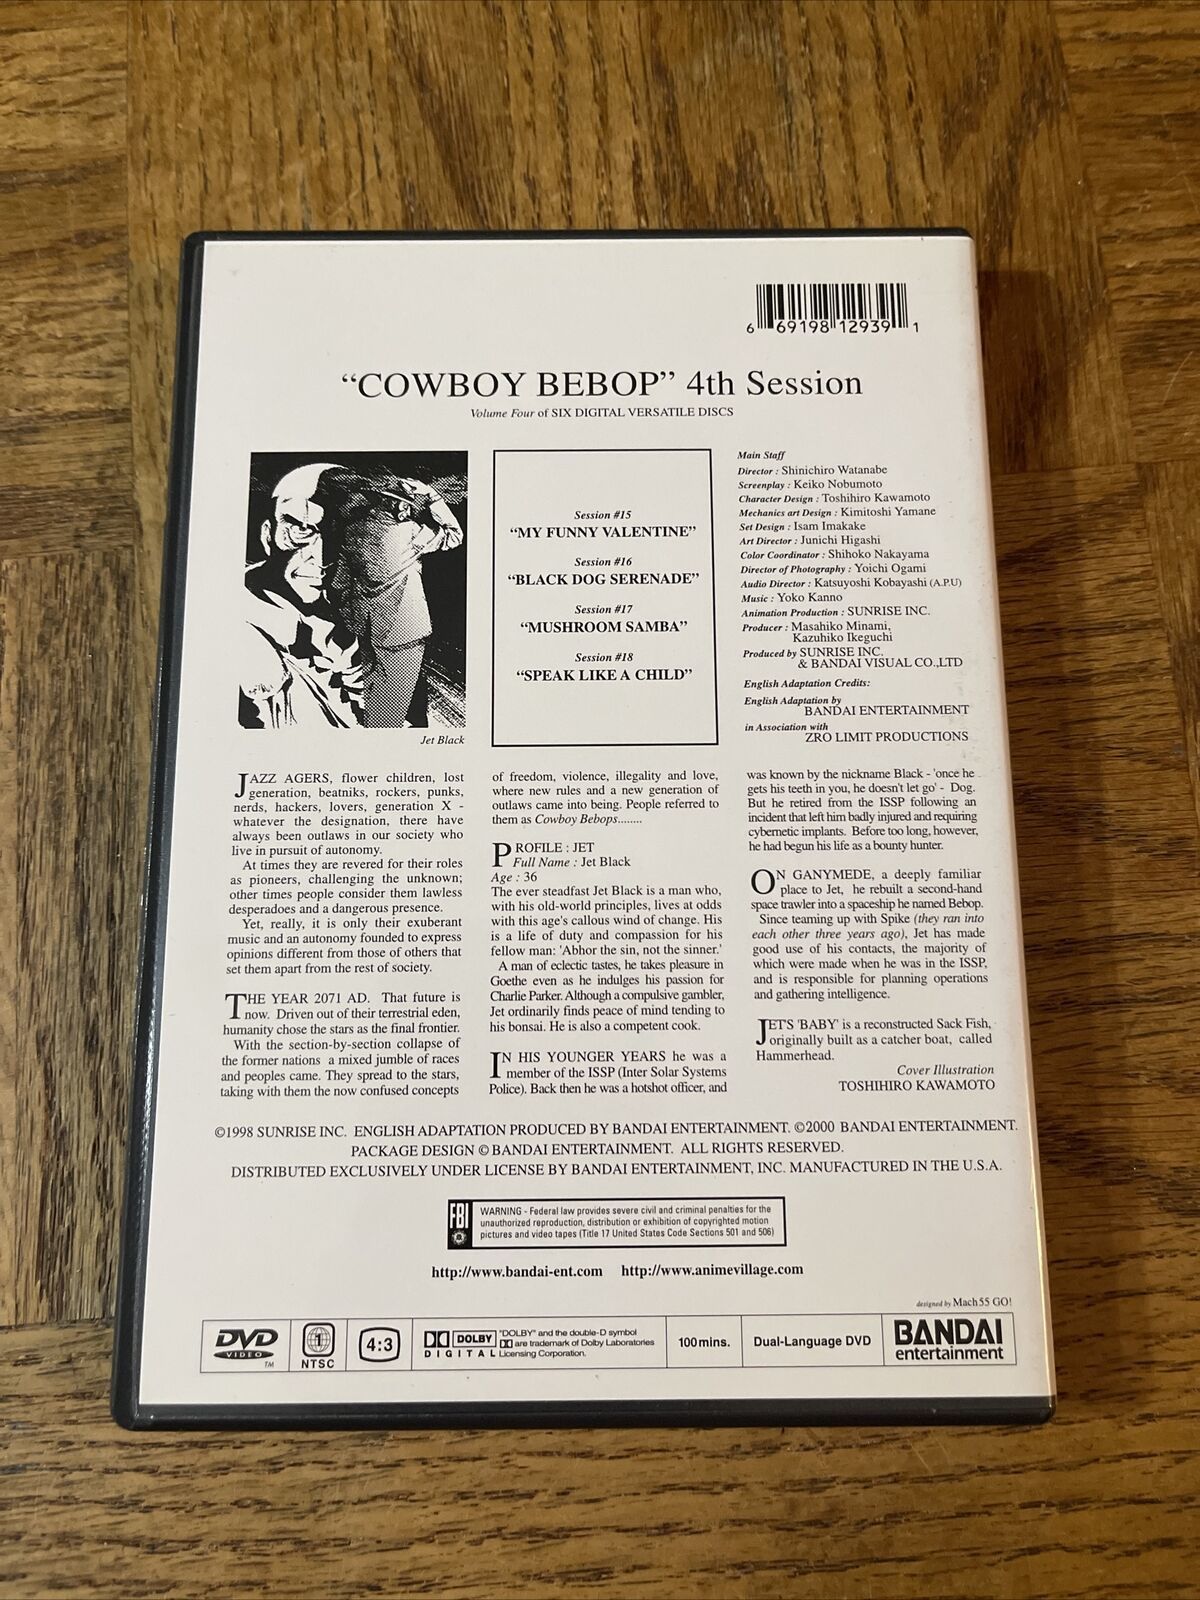 6 69198 12939 1
“COWBOY BEBOP” 4th Session
Volume Four of SIX DIGITAL VERSATILE DISCS
Jet Black
Session #15
“MY FUNNY VALENTINE”
Session #16
“BLACK DOG SERENADE”
Session #17
“MUSHROOM SAMBA”
Session #18
“SPEAK LIKE A CHILD”
Main Staff
Director : Shinichiro Watanabe
Screenplay : Keiko Nobumoto
Character Design : Toshihiro Kawamoto
Mechanics art Design : Kimitoshi Yamane
Set Design : Isam Imakake
Art Director : Junichi Higashi
Color Coordinator : Shihoko Nakayama
Director of Photography : Yoichi Ogami
Audio Director : Katsuyoshi Kobayashi (A.P.U)
Music : Yoko Kanno
Animation Production : SUNRISE INC.
Producer : Masahiko Minami,
Kazuhiko Ikeguchi
Produced by SUNRISE INC.
& BANDAI VISUAL CO.,LTD
English Adaptation Credits:
English Adaptation by
BANDAI ENTERTAINMENT
in Association with
ZRO LIMIT PRODUCTIONS
JAZZ AGERS, flower children, lost
generation, beatniks, rockers, punks,
nerds, hackers, lovers, generation X -
whatever the designation, there have
always been outlaws in our society who
live in pursuit of autonomy.
At times they are revered for their roles
as pioneers, challenging the unknown;
other times people consider them lawless
desperadoes and a dangerous presence.
Yet, really, it is only their exuberant
music and an autonomy founded to express
opinions different from those of others that
set them apart from the rest of society.
THE YEAR 2071 AD. That future is
now. Driven out of their terrestrial eden,
humanity chose the stars as the final frontier.
With the section-by-section collapse of
the former nations a mixed jumble of races
and peoples came. They spread to the stars,
taking with them the now confused concepts
of freedom, violence, illegality and love,
where new rules and a new generation of
outlaws came into being. People referred to
them as Cowboy Bebops........
PROFILE : JET
Full Name : Jet Black
Age : 36
The ever steadfast Jet Black is a man who,
with his old-world principles, lives at odds
with this age's callous wind of change. His
is a life of duty and compassion for his
fellow man: 'Abhor the sin, not the sinner.'
A man of eclectic tastes, he takes pleasure in
Goethe even as he indulges his passion for
Charlie Parker. Although a compulsive gambler,
Jet ordinarily finds peace of mind tending to
his bonsai. He is also a competent cook.
IN HIS YOUNGER YEARS he was a
member of the ISSP (Inter Solar Systems
Police). Back then he was a hotshot officer, and
was known by the nickname Black - 'once he
gets his teeth in you, he doesn't let go' - Dog.
But he retired from the ISSP following an
incident that left him badly injured and requiring
cybernetic implants. Before too long, however,
he had begun his life as a bounty hunter.
ON GANYMEDE, a deeply familiar
place to Jet, he rebuilt a second-hand
space trawler into a spaceship he named Bebop.
Since teaming up with Spike (they ran into
each other three years ago), Jet has made
good use of his contacts, the majority of
which were made when he was in the ISSP,
and is responsible for planning operations
and gathering intelligence.
JET'S 'BABY' is a reconstructed Sack Fish,
originally built as a catcher boat, called
Hammerhead.
Cover Illustration
TOSHIHIRO KAWAMOTO
©1998 SUNRISE INC. ENGLISH ADAPTATION PRODUCED BY BANDAI ENTERTAINMENT. ©2000 BANDAI ENTERTAINMENT.
PACKAGE DESIGN © BANDAI ENTERTAINMENT. ALL RIGHTS RESERVED.
DISTRIBUTED EXCLUSIVELY UNDER LICENSE BY BANDAI ENTERTAINMENT, INC. MANUFACTURED IN THE U.S.A.
FBI
WARNING - Federal law provides severe civil and criminal penalties for the
unauthorized reproduction, distribution or exhibition of copyrighted motion
pictures and video tapes (Title 17 United States Code Sections 501 and 506)
http://www.bandai-ent.com http://www.animevillage.com
designed by Mach55 GO!
DVD
VIDEO
TM
1
NTSC
4:3
DOLBY
DIGITAL
"DOLBY" and the double-D symbol
are trademark of Dolby Laboratories
Licensing Corporation.
100mins.
Dual-Language DVD
BANDAI
entertainment